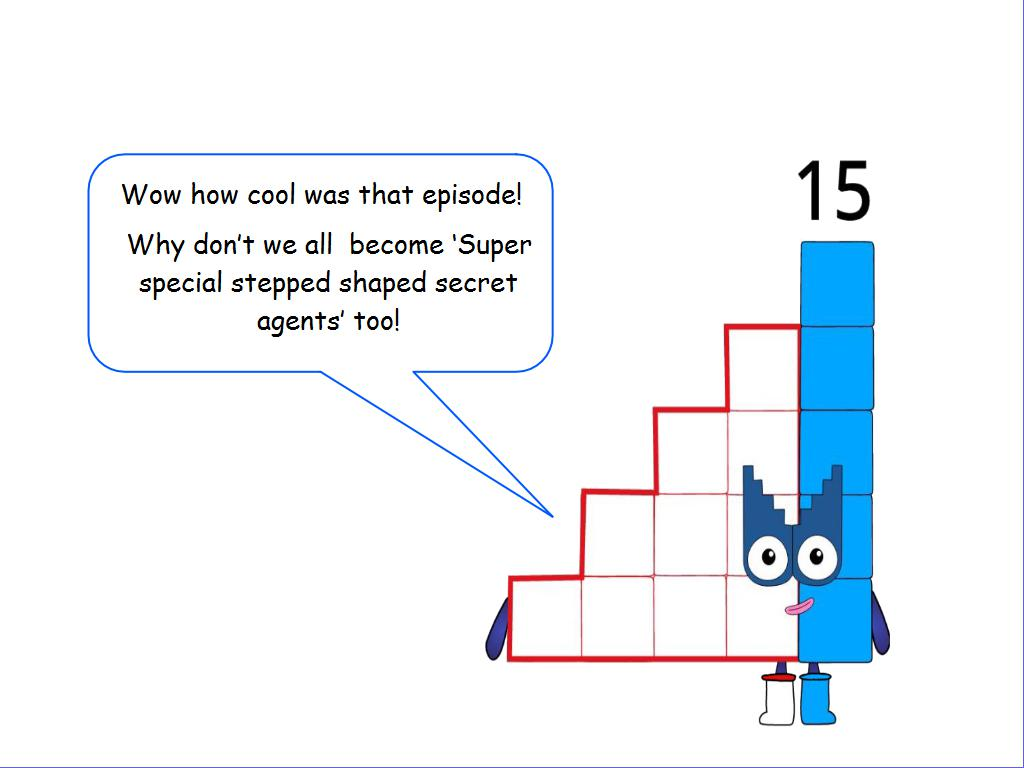 15
Wow how cool was that episode!
Why don’t we all  become ‘Super
special stepped shaped secret
agents’ too!